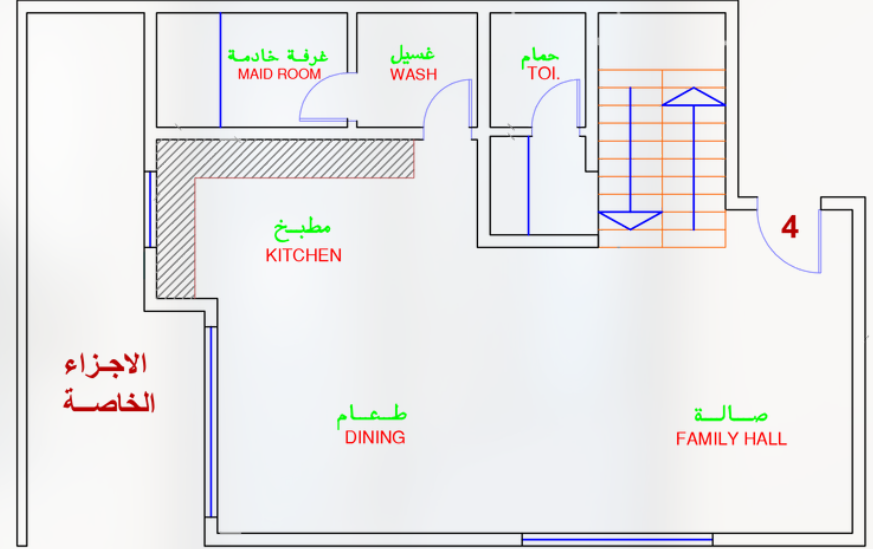 غرفة خادمة
MAID ROOM
غسيل
WASH
حمام
TOI.
4
مطبخ
KITCHEN
الاجزاء
الخاصة
طعام
DINING
صالة
FAMILY HALL